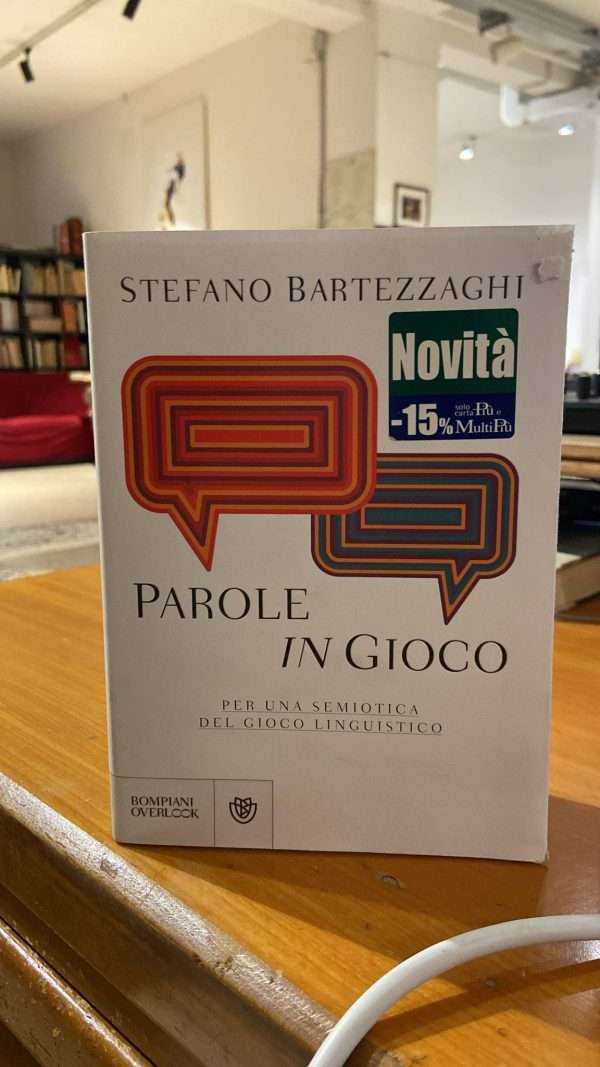 STEFANO BARTEZZAGHI
Novità
-15% solo carta Più e MultiPiù
PAROLE
IN GIOCO
PER UNA SEMIOTICA
DEL GIOCO LINGUISTICO
BOMPIANI
OVERLOOK